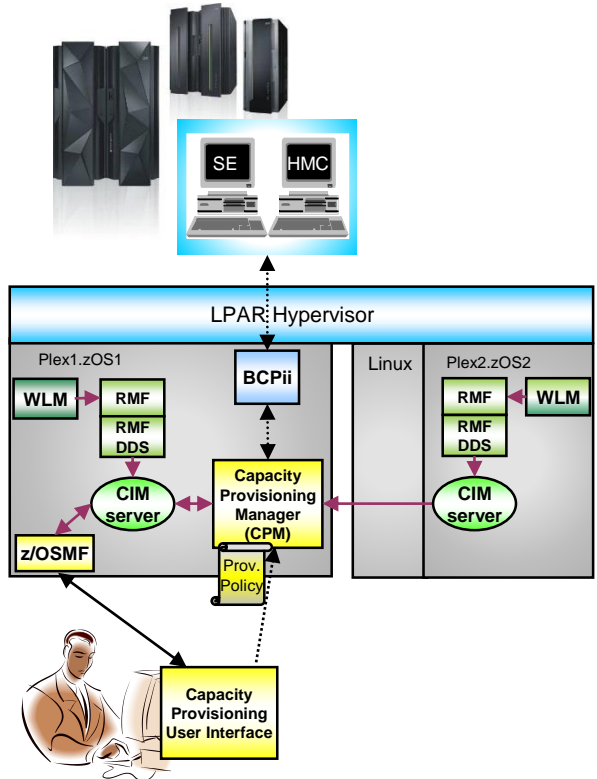 SE
HMC
LPAR Hypervisor
Plex1.zOS1
WLM
RMF
RMF
DDS
CIM
server
z/OSMF
BCPii
Capacity
Provisioning
Manager
(CPM)
Prov.
Policy
Linux
Plex2.zOS2
RMF
WLM
RMF
DDS
CIM
server
Capacity
Provisioning
User Interface